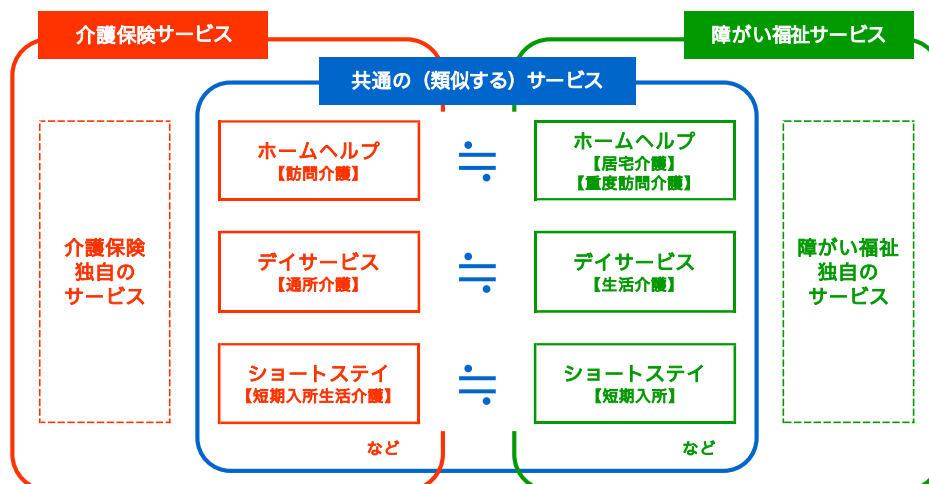 介護保険サービス
障がい福祉サービス
共通の（類似する）サービス
介護保険
独自の
サービス
ホームヘルプ
【訪問介護】
≒
ホームヘルプ
【居宅介護】
【重度訪問介護】
デイサービス
【通所介護】
≒
デイサービス
【生活介護】
ショートステイ
【短期入所生活介護】
≒
ショートステイ
【短期入所】
など
など
障がい福祉
独自の
サービス